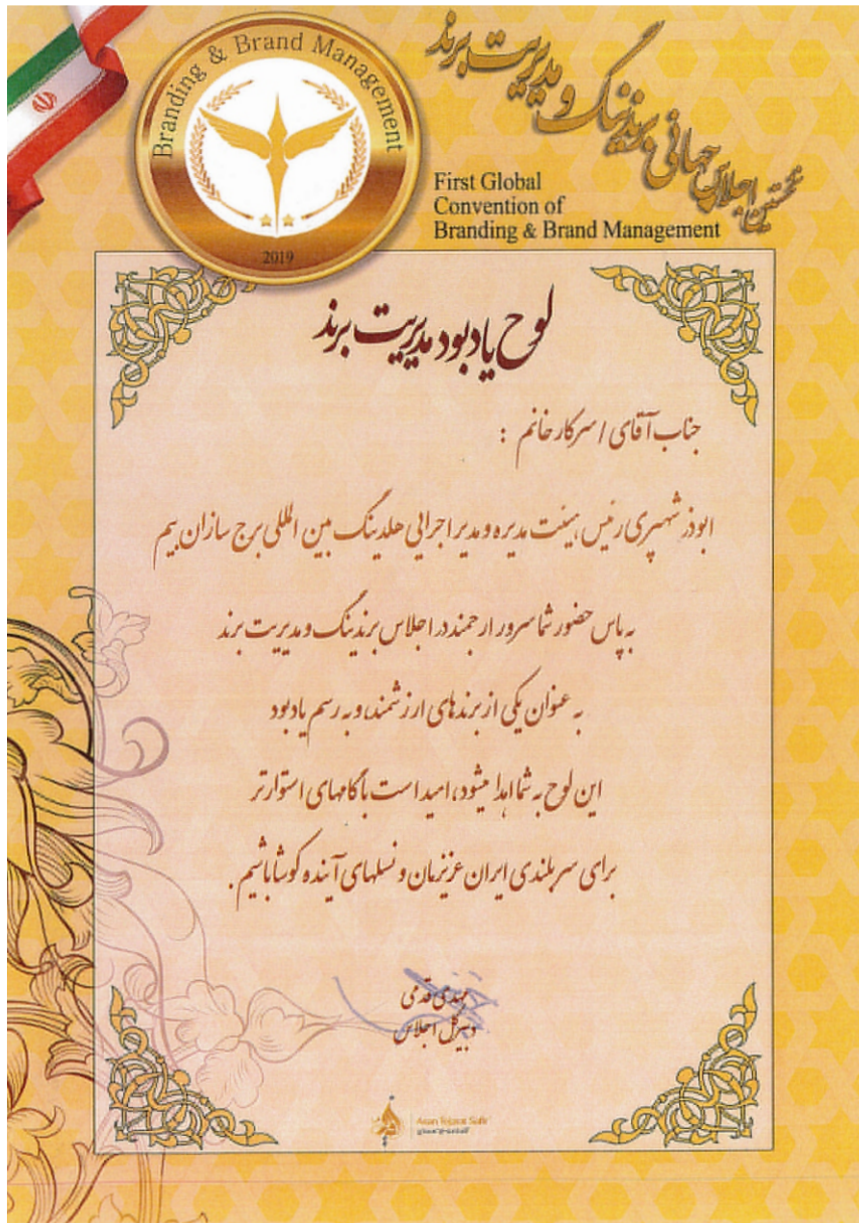 Branding & Brand Management
2019
نخستین اجلاس جهانی برندینگ و مدیریت برند
First Global
Convention of
Branding & Brand Management
لوح یادبود مدیریت برند
جناب آقای / سرکار خانم :
ابوذر شهپری رئیس هیئت مدیره و مدیر اجرایی هلدینگ بین المللی برج سازان بیم
به پاس حضور شما سرور ارجمند در اجلاس برندینگ و مدیریت برند
به عنوان یکی از برندهای ارزشمند و به رسم یادبود
این لوح به شما اهدا میشود، امید است با گامهای استوارتر
برای سربلندی ایران عزیزمان و نسلهای آینده کوشا باشیم .
مهدی قدمی
دبیر کل اجلاس
Asan Tejarat Safir